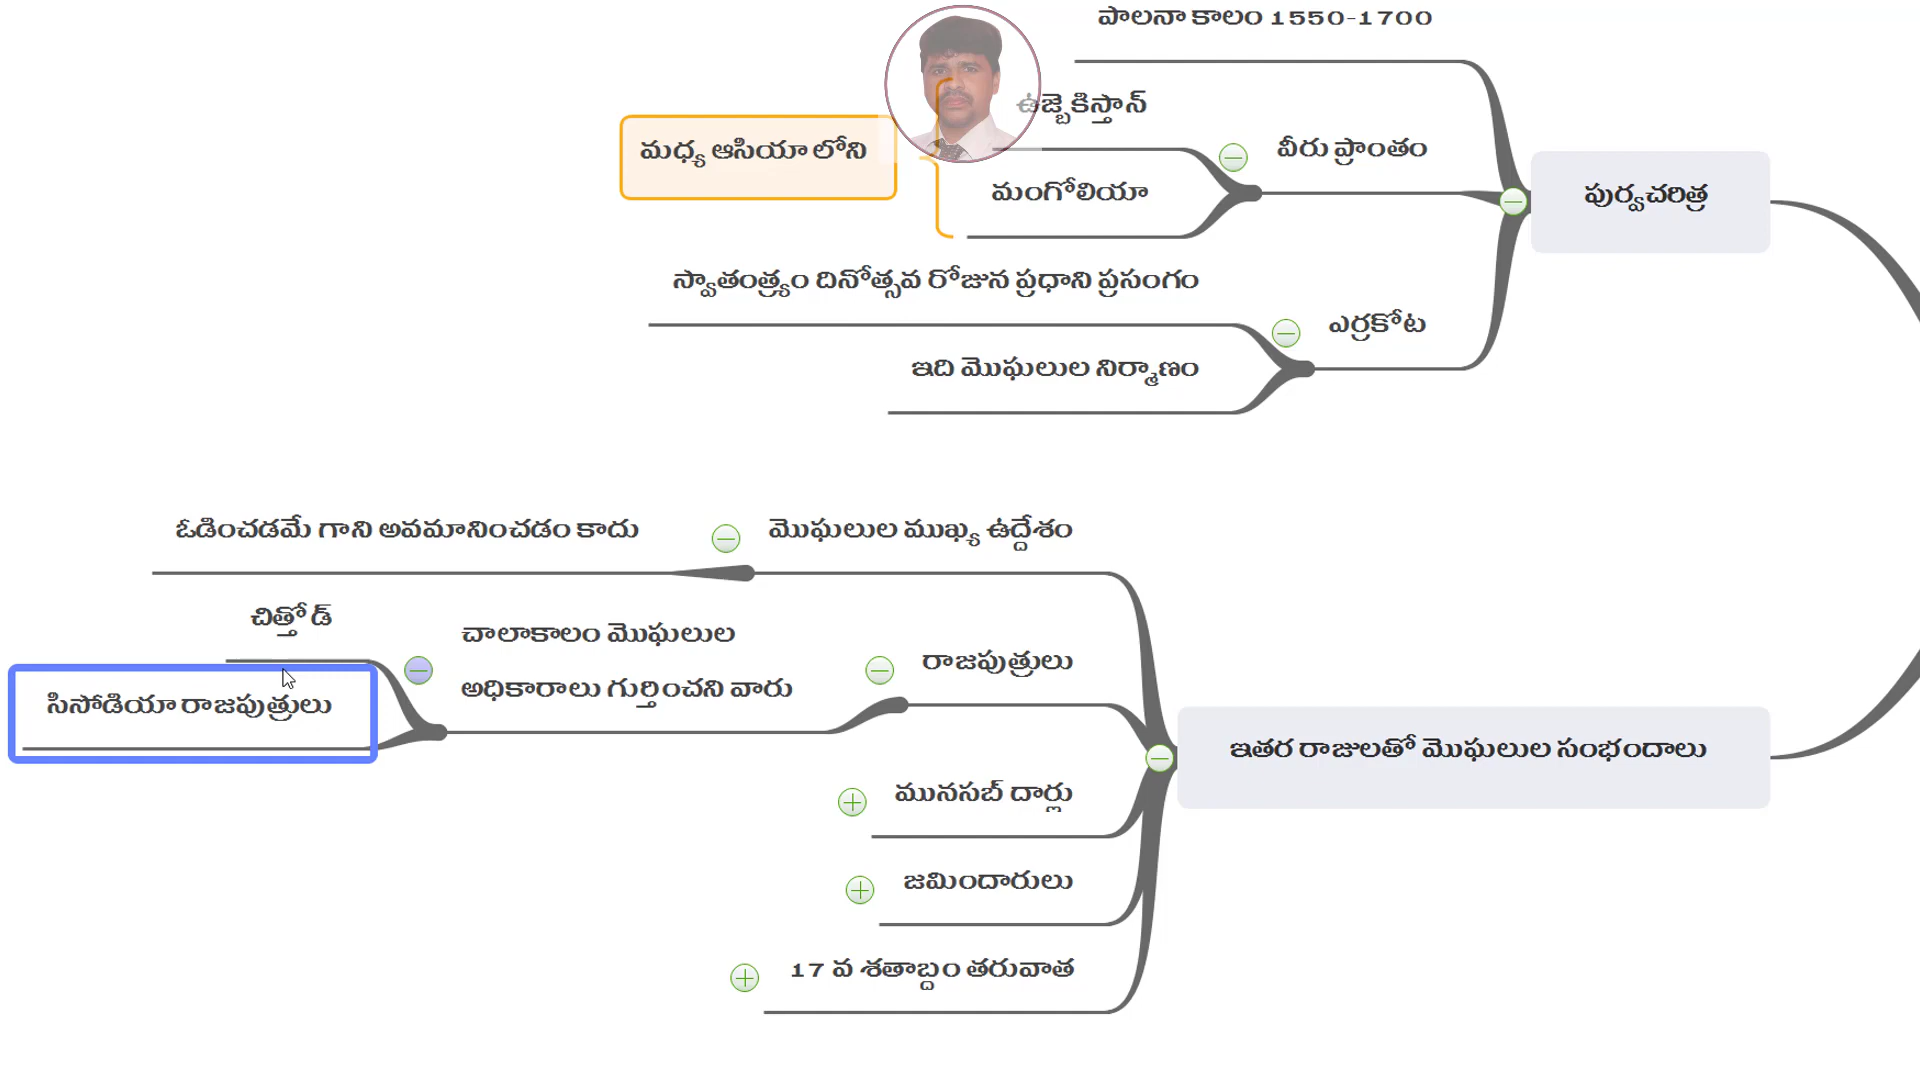 పాలనా కాలం 1550-1700
ఉజ్బెకిస్తాన్
మధ్య ఆసియా లోని
వీరు ప్రాంతం
మంగోలియా
పుర్వచరిత్ర
స్వాతంత్ర్యం దినోత్సవ రోజున ప్రధాని ప్రసంగం
ఎర్రకోట
ఇది మొఘలుల నిర్మాణం
ఓడించడమే గాని అవమానించడం కాదు
మొఘలుల ముఖ్య ఉద్దేశం
చిత్తోడ్
చాలాకాలం మొఘలుల
అధికారాలు గుర్తించని వారు
రాజపుత్రులు
సిసోడియా రాజపుత్రులు
ఇతర రాజులతో మొఘలుల సంభందాలు
మునసబ్ దార్లు
జమిందారులు
17 వ శతాబ్దం తరువాత